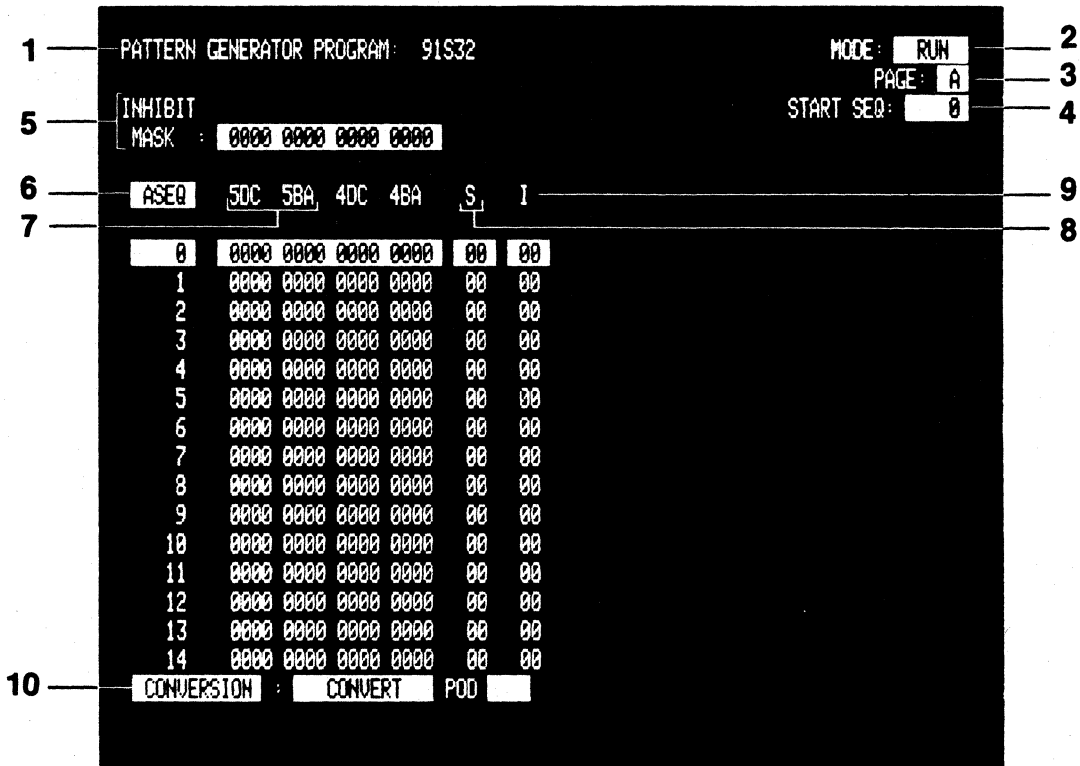 1 PATTERN GENERATOR PROGRAM: 91S32 MODE: RUN 2
PAGE: A 3
INHIBIT START SEQ: 0 4
5 MASK : 0000 0000 0000 0000
6 ASEQ 5DC 5BA 4DC 4BA S I 9
7 8
0 0000 0000 0000 0000 00 00
1 0000 0000 0000 0000 00 00
2 0000 0000 0000 0000 00 00
3 0000 0000 0000 0000 00 00
4 0000 0000 0000 0000 00 00
5 0000 0000 0000 0000 00 00
6 0000 0000 0000 0000 00 00
7 0000 0000 0000 0000 00 00
8 0000 0000 0000 0000 00 00
9 0000 0000 0000 0000 00 00
10 0000 0000 0000 0000 00 00
11 0000 0000 0000 0000 00 00
12 0000 0000 0000 0000 00 00
13 0000 0000 0000 0000 00 00
14 0000 0000 0000 0000 00 00
10 CONVERSION : CONVERT POD